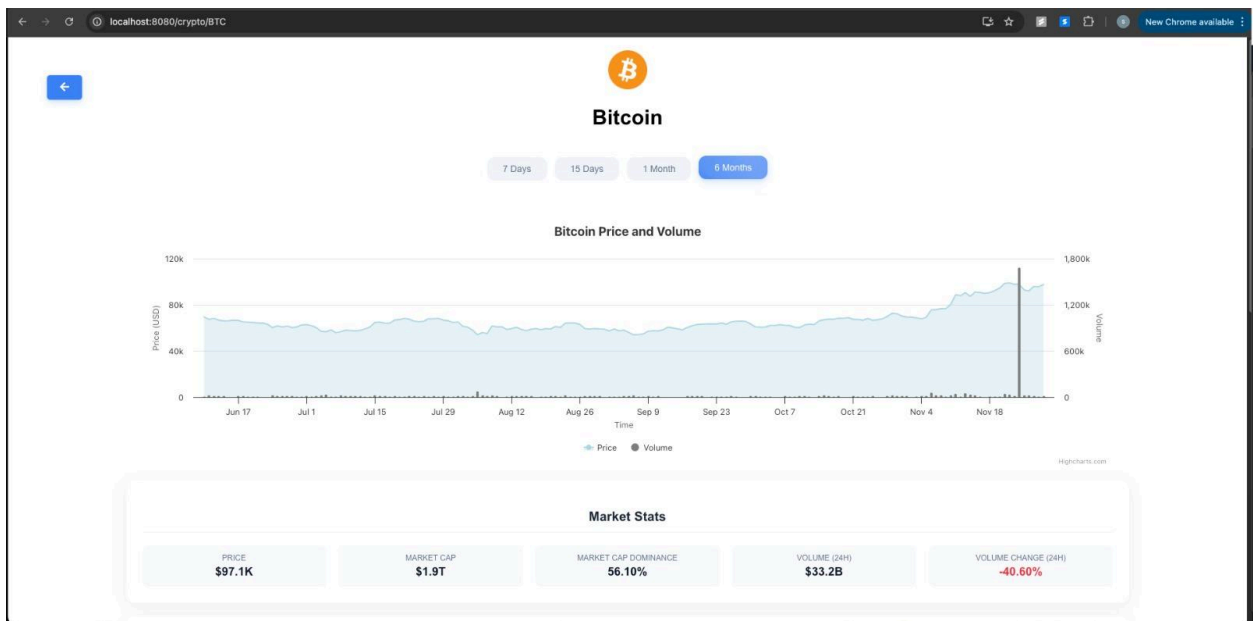 localhost:8080/crypto/BTC
New Chrome available
Bitcoin
7 Days 15 Days 1 Month 6 Months
Bitcoin Price and Volume
120k 1,800k
80k 1,200k
Price (USD) Volume
40k 600k
0 0
Jun 17 Jul 1 Jul 15 Jul 29 Aug 12 Aug 26 Sep 9 Sep 23 Oct 7 Oct 21 Nov 4 Nov 18
Time
Price Volume
Highcharts.com
Market Stats
PRICE MARKET CAP MARKET CAP DOMINANCE VOLUME (24H) VOLUME CHANGE (24H)
$97.1K $1.9T 56.10% $33.2B -40.60%